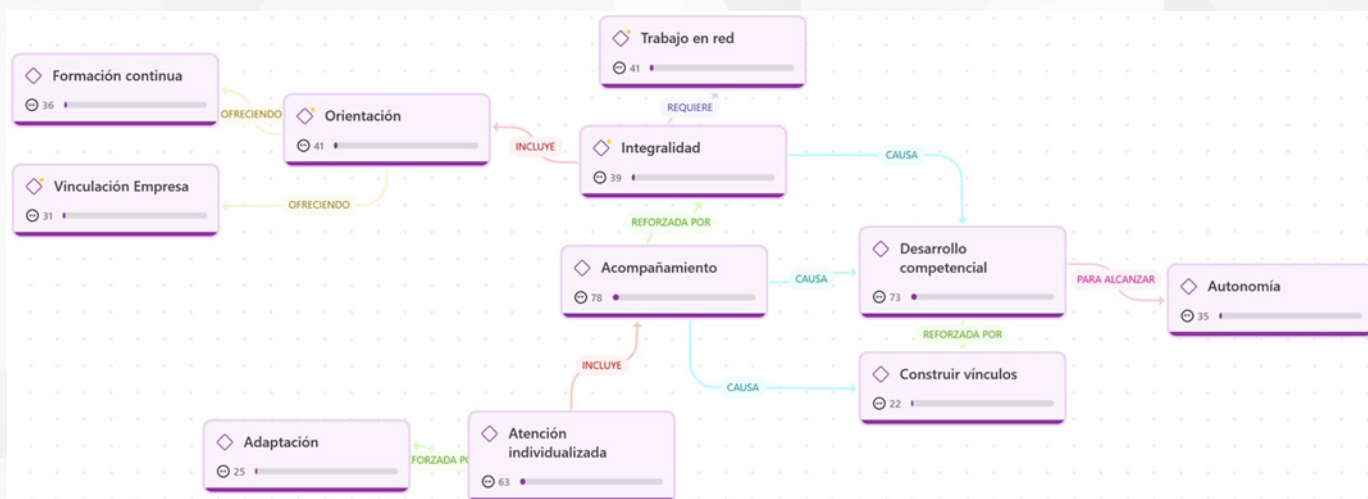 Trabajo en red
41
REQUIERE
Formación continua
36
OFRECIENDO
Orientación
41
INCLUYE
Integralidad
39
CAUSA
Vinculación Empresa
31
OFRECIENDO
REFORZADA POR
Acompañamiento
78
CAUSA
Desarrollo
competencial
73
PARA ALCANZAR
Autonomía
35
REFORZADA POR
INCLUYE
CAUSA
Construir vínculos
22
Adaptación
25
FORZADA PO
Atención
individualizada
63